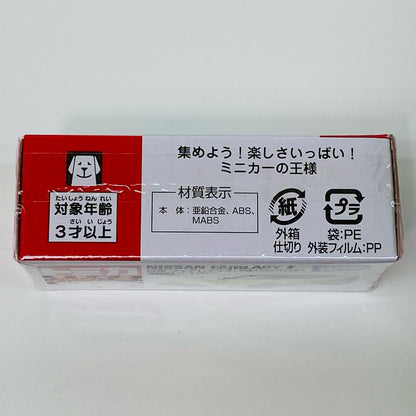 集めよう！楽しさいっぱい！
ミニカーの王様
たいしょうねんれい
対象年齢
さい いじょう
3才以上
材質表示
本 体：亜鉛合金、ABS、
MABS
紙
外箱
仕切り
プラ
袋：PE
外装フィルム：PP
NISSAN FAIRLADY Z